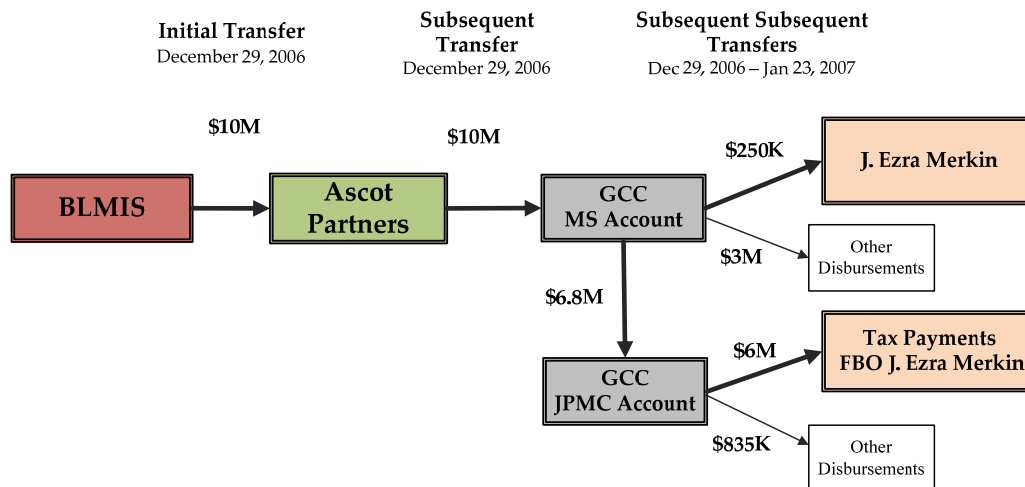 Initial Transfer
December 29, 2006
Subsequent
Transfer
December 29, 2006
Subsequent Subsequent
Transfers
Dec 29, 2006 – Jan 23, 2007
$10M
$10M
$250K
J. Ezra Merkin
BLMIS
Ascot
Partners
GCC
MS Account
$3M
Other
Disbursements
$6.8M
$6M
Tax Payments
FBO J. Ezra Merkin
GCC
JPMC Account
$835K
Other
Disbursements